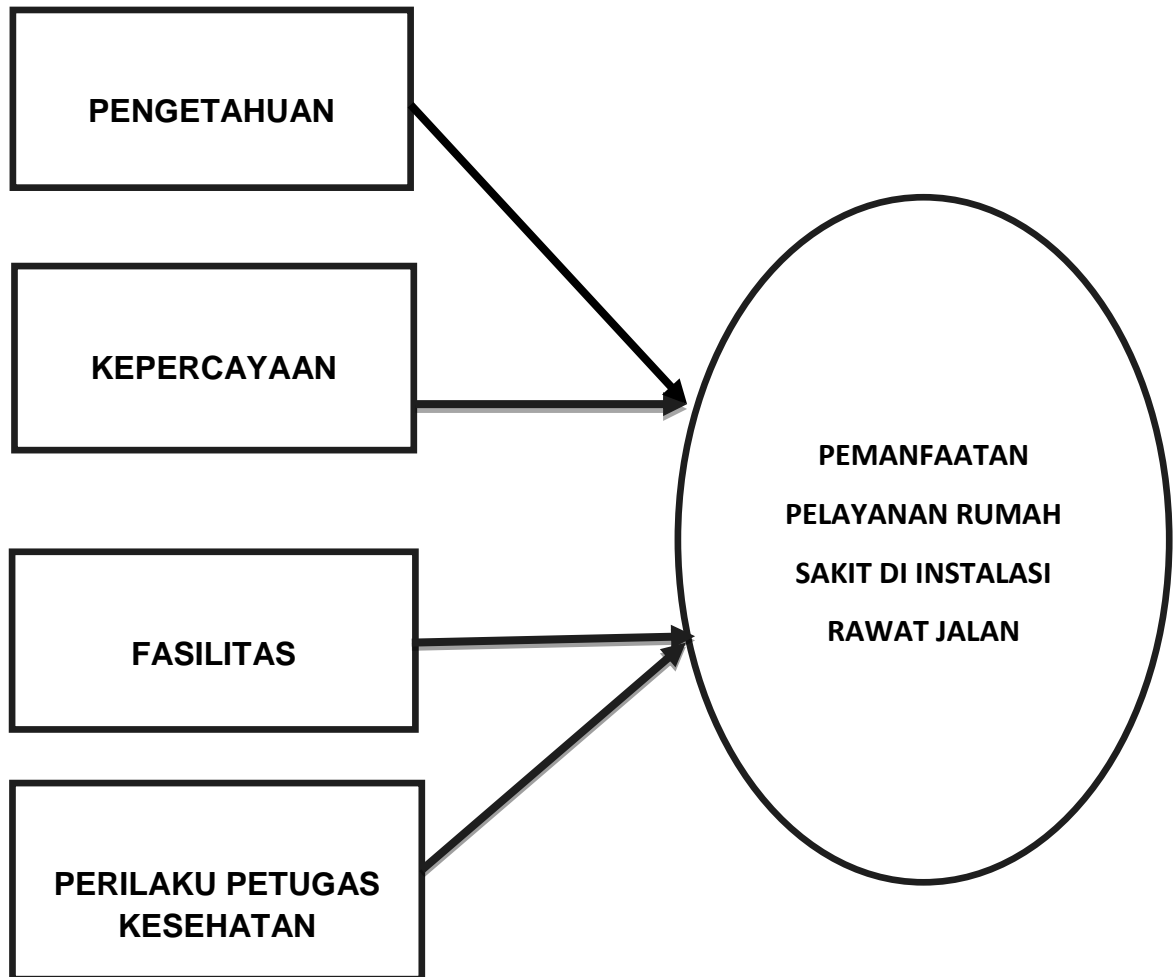 PENGETAHUAN
KEPERCAYAAN
FASILITAS
PERILAKU PETUGAS
KESEHATAN
PEMANFAATAN
PELAYANAN RUMAH
SAKIT DI INSTALASI
RAWAT JALAN